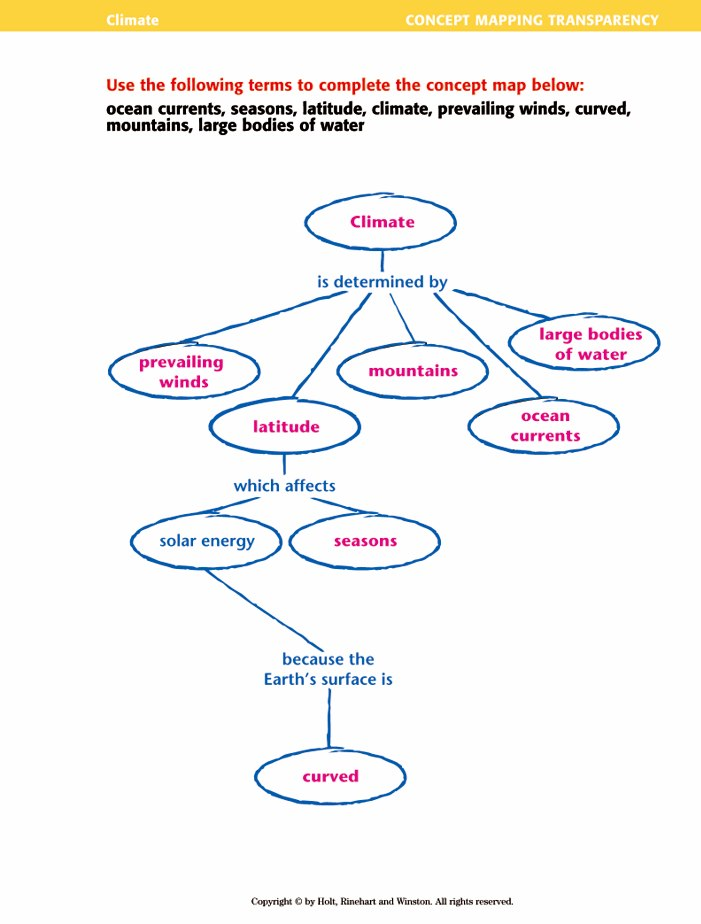 Climate
CONCEPT MAPPING TRANSPARENCY
Use the following terms to complete the concept map below:
ocean currents, seasons, latitude, climate, prevailing winds, curved,
mountains, large bodies of water
Climate
is determined by
large bodies
of water
prevailing
winds
mountains
latitude
ocean
currents
which affects
solar energy
seasons
because the
Earth's surface is
curved
Copyright © by Holt, Rinehart and Winston. All rights reserved.